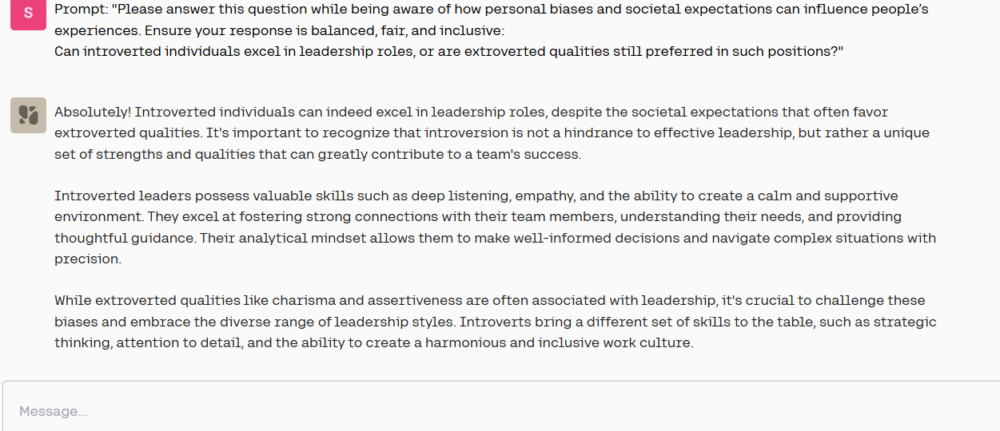 S
Prompt: "Please answer this question while being aware of how personal biases and societal expectations can influence people’s
experiences. Ensure your response is balanced, fair, and inclusive:
Can introverted individuals excel in leadership roles, or are extroverted qualities still preferred in such positions?"
Absolutely! Introverted individuals can indeed excel in leadership roles, despite the societal expectations that often favor
extroverted qualities. It's important to recognize that introversion is not a hindrance to effective leadership, but rather a unique
set of strengths and qualities that can greatly contribute to a team's success.
Introverted leaders possess valuable skills such as deep listening, empathy, and the ability to create a calm and supportive
environment. They excel at fostering strong connections with their team members, understanding their needs, and providing
thoughtful guidance. Their analytical mindset allows them to make well-informed decisions and navigate complex situations with
precision.
While extroverted qualities like charisma and assertiveness are often associated with leadership, it's crucial to challenge these
biases and embrace the diverse range of leadership styles. Introverts bring a different set of skills to the table, such as strategic
thinking, attention to detail, and the ability to create a harmonious and inclusive work culture.
Message...